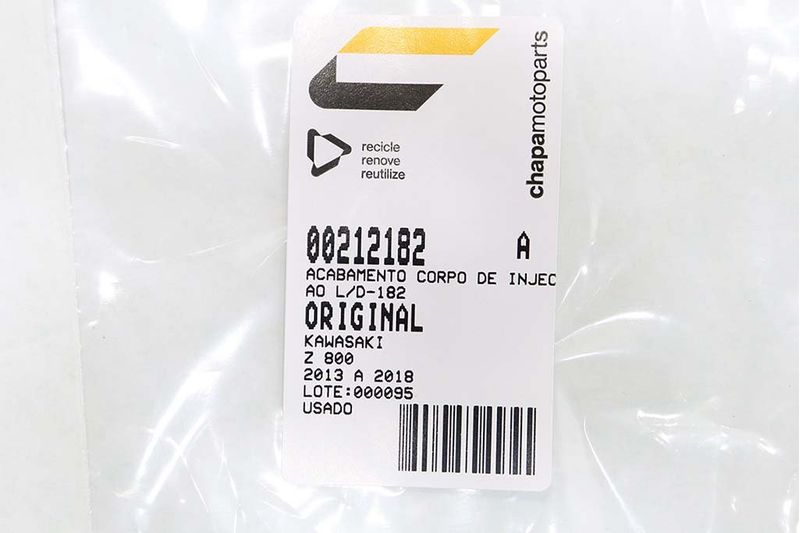 chapamotoparts
recicle
renove
reutilize
00212182 A
ACABAMENTO CORPO DE INJEC
AO L/D-182
ORIGINAL
KAWASAKI
Z 800
2013 A 2018
LOTE:000095
USADO